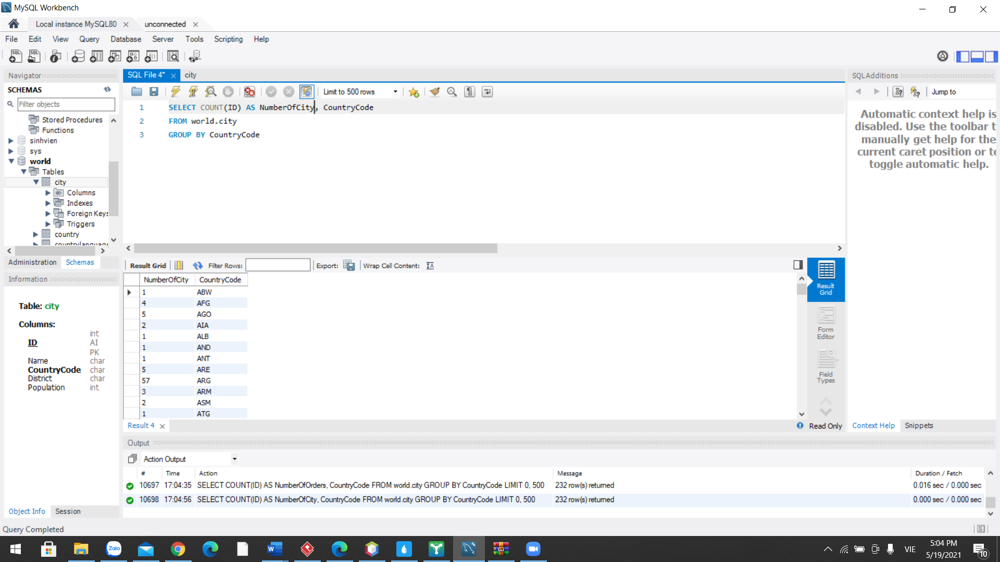 MySQL Workbench
Local instance MySQL80
unconnected
File Edit View Query Database Server Tools Scripting Help
Navigator
SCHEMAS
Filter objects
Stored Procedures
Functions
sinhvien
sys
world
Tables
city
Columns
Indexes
Foreign Keys
Triggers
country
countrylanguage
Administration Schemas
Information
Table: city
Columns:
ID int AI PK
Name char
CountryCode char
District char
Population int
Object Info Session
SQL File 4* city
Limit to 500 rows
1 SELECT COUNT(ID) AS NumberOfCity, CountryCode
2 FROM world.city
3 GROUP BY CountryCode
Result Grid Filter Rows: Export: Wrap Cell Content:
NumberOfCity CountryCode
1 ABW
4 AFG
5 AGO
2 AIA
1 ALB
1 AND
1 ANT
5 ARE
57 ARG
3 ARM
2 ASM
1 ATG
Result Grid
Form Editor
Field Types
Result 4 Read Only
SQLAdditions
Jump to
Automatic context help is
disabled. Use the toolbar t
manually get help for the
current caret position or to
toggle automatic help.
Context Help Snippets
Output
Action Output
# Time Action Message Duration / Fetch
10697 17:04:35 SELECT COUNT(ID) AS NumberOfOrders, CountryCode FROM world.city GROUP BY CountryCode LIMIT 0, 500 232 row(s) returned 0.016 sec / 0.000 sec
10698 17:04:56 SELECT COUNT(ID) AS NumberOfCity, CountryCode FROM world.city GROUP BY CountryCode LIMIT 0, 500 232 row(s) returned 0.000 sec / 0.000 sec
Query Completed
Zalo
VIE
5:04 PM
5/19/2021
10